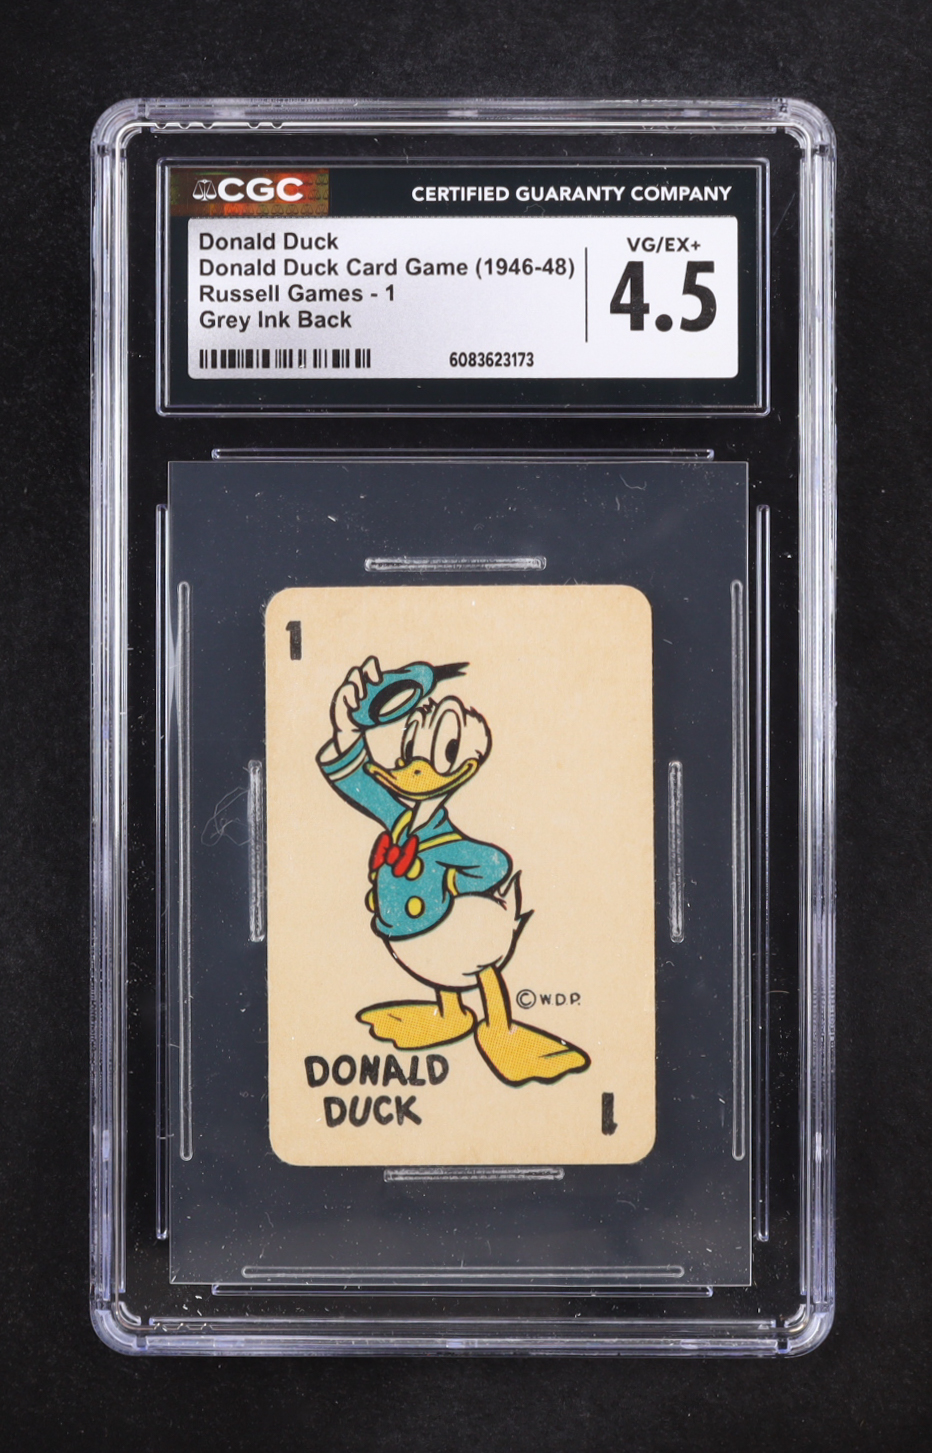 CGC
CERTIFIED GUARANTY COMPANY
Donald Duck
Donald Duck Card Game (1946-48)
Russell Games - 1
Grey Ink Back
VG/EX+
4.5
6083623173
1
©W.D.P.
DONALD
DUCK
1